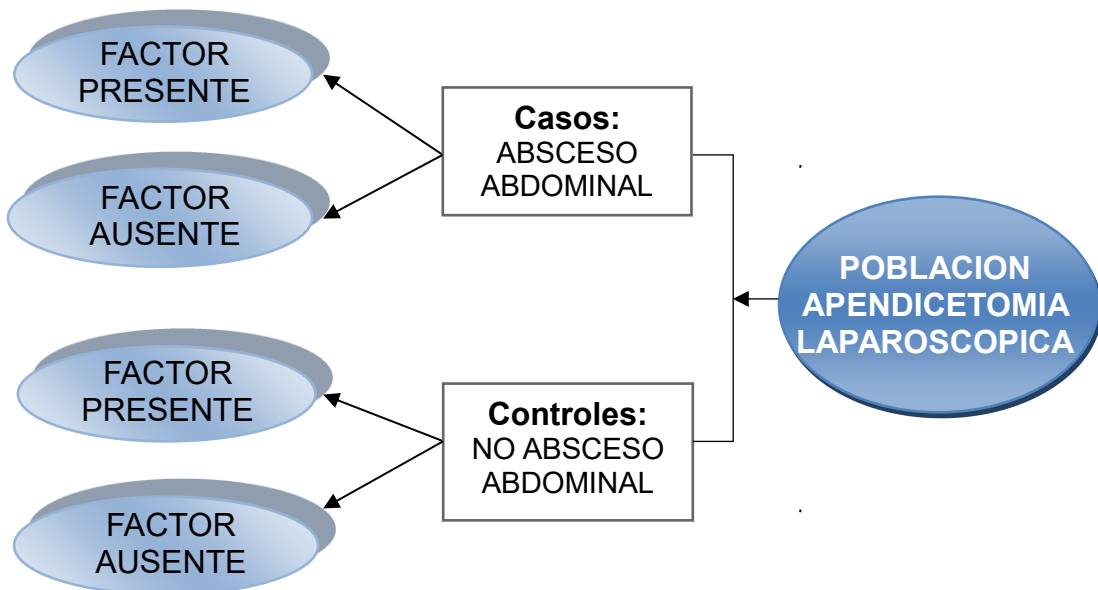 FACTOR
PRESENTE
FACTOR
AUSENTE
Casos:
ABSCESO
ABDOMINAL
POBLACION
APENDICETOMIA
LAPAROSCOPICA
FACTOR
PRESENTE
FACTOR
AUSENTE
Controles:
NO ABSCESO
ABDOMINAL